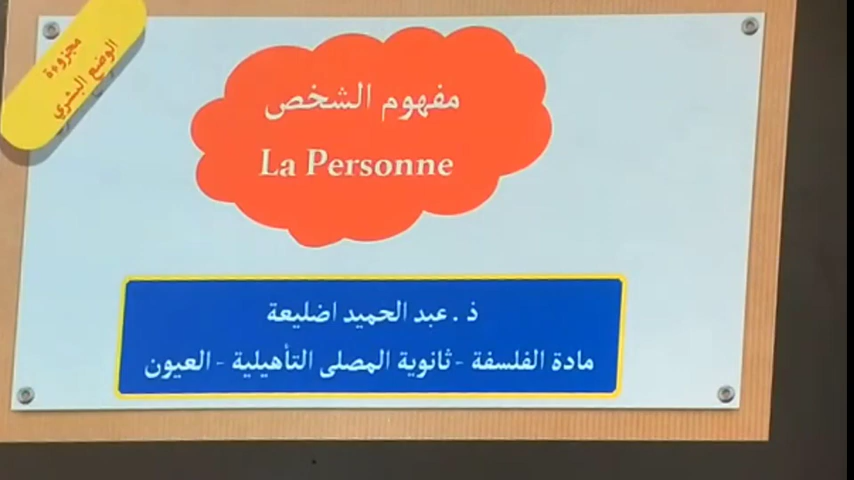 مجزوءة
الوضع البشري
مفهوم الشخص
La Personne
ذ . عبد الحميد اضليعة
مادة الفلسفة - ثانوية المصلى التأهيلية - العيون